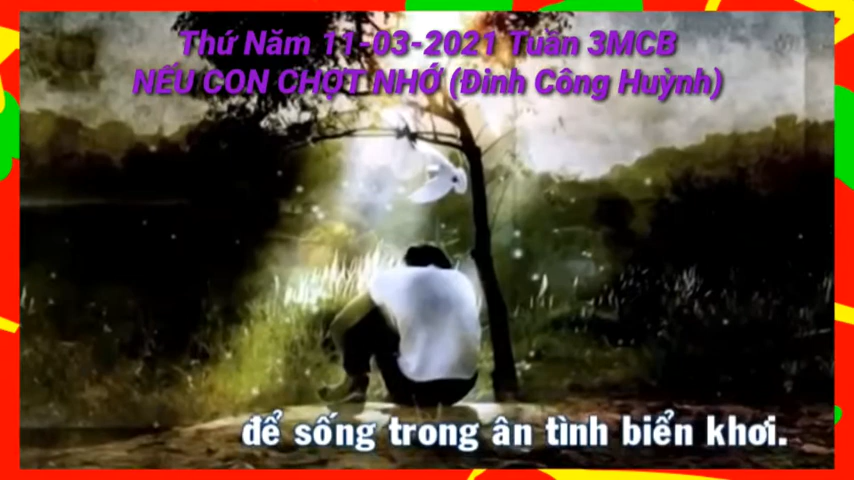 Thứ Năm 11-03-2021 Tuần 3MCB
NẾU CON CHỢT NHỚ (Đinh Công Huỳnh)
để sống trong ân tình biển khơi.